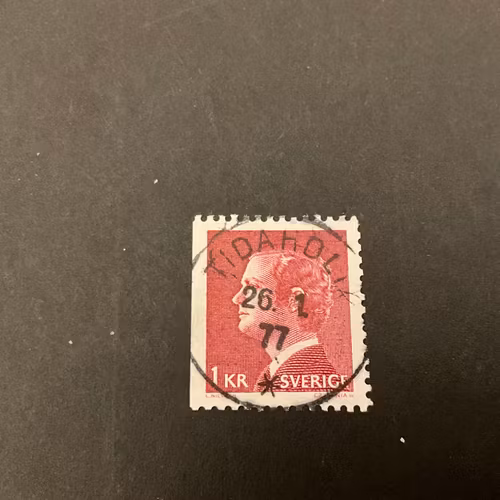 TIDAHOLM
26. 1.
77
*
1 KR SVERIGE